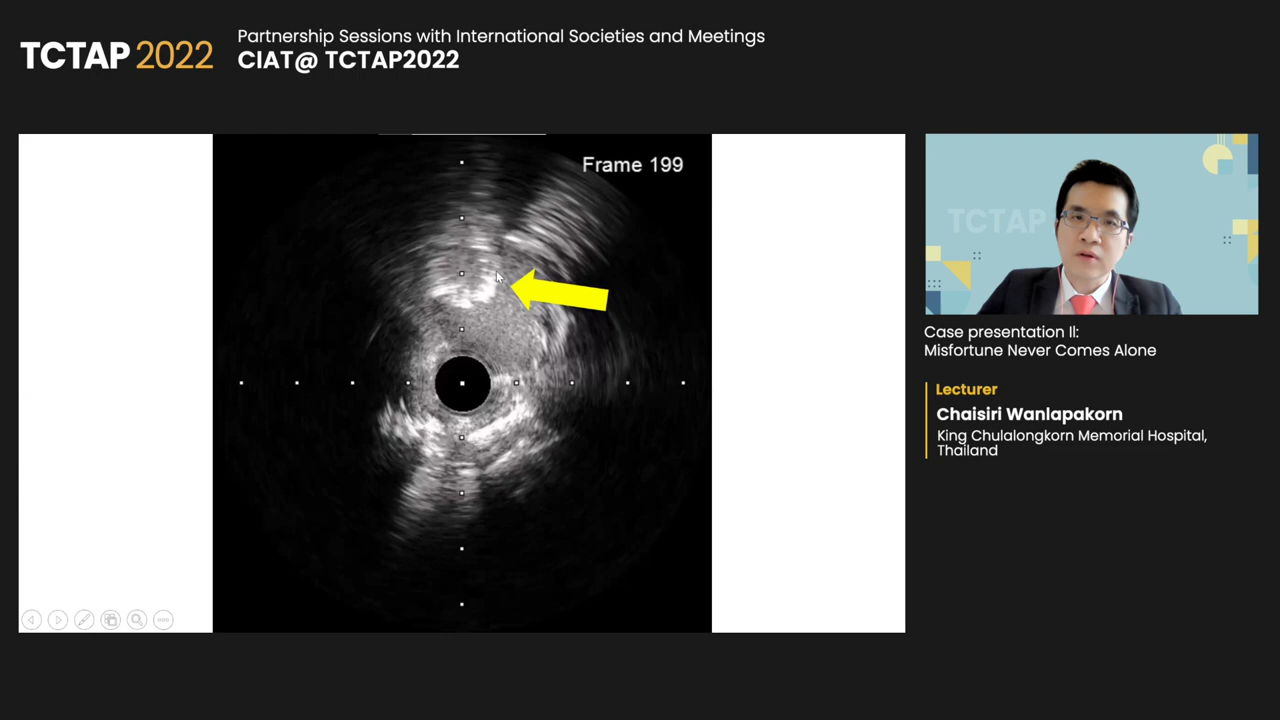 TCTAP 2022
Partnership Sessions with International Societies and Meetings
CIAT@ TCTAP2022
Frame 199
TCTAP
Case presentation II:
Misfortune Never Comes Alone
Lecturer
Chaisiri Wanlapakorn
King Chulalongkorn Memorial Hospital,
Thailand